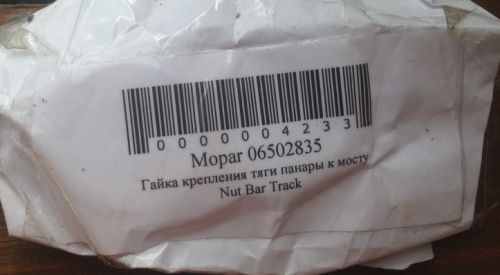 0000004233
Mopar 06502835
Гайка крепления тяги панары к мосту
Nut Bar Track